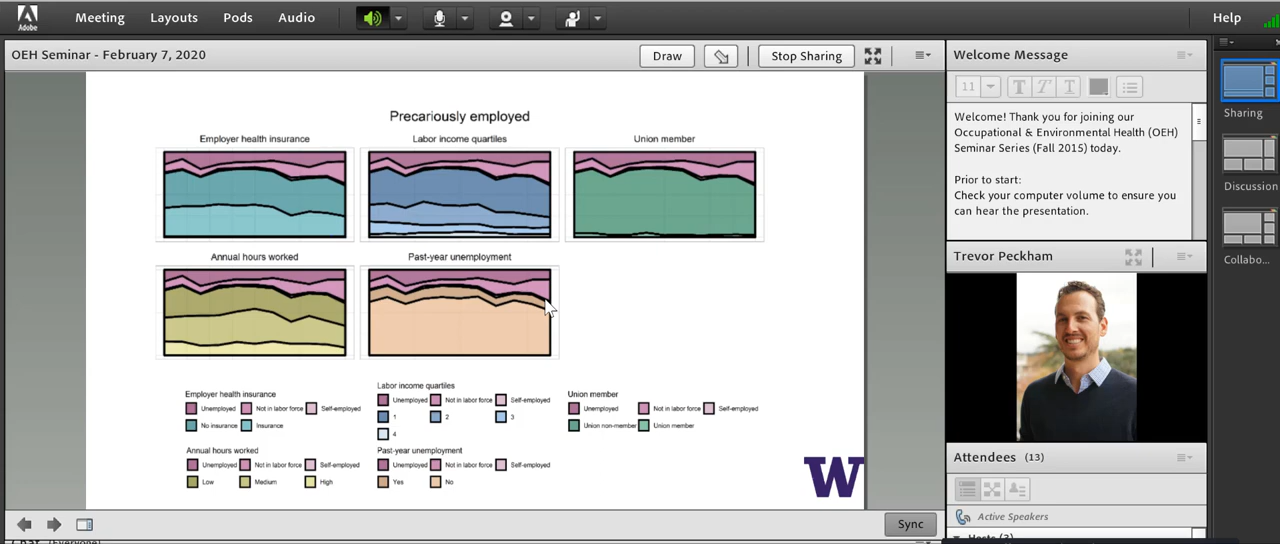 Adobe
Meeting Layouts Pods Audio Help
OEH Seminar - February 7, 2020
Draw
Stop Sharing
Precariously employed
Employer health insurance
Labor income quartiles
Union member
Annual hours worked
Past-year unemployment
Employer health insurance
Unemployed Not in labor force Self-employed
No insurance Insurance
Labor income quartiles
Unemployed Not in labor force Self-employed
1 2 3
4
Union member
Unemployed Not in labor force Self-employed
Union non-member Union member
Annual hours worked
Unemployed Not in labor force Self-employed
Low Medium High
Past-year unemployment
Unemployed Not in labor force Self-employed
Yes No
W
Sync
Welcome Message
11 T T T
Welcome! Thank you for joining our
Occupational & Environmental Health (OEH)
Seminar Series (Fall 2015) today.
Prior to start:
Check your computer volume to ensure you
can hear the presentation.
Trevor Peckham
Attendees (13)
Active Speakers
Hosts (3)
Sharing
Discussion
Collabo...
Chat (Everyone)